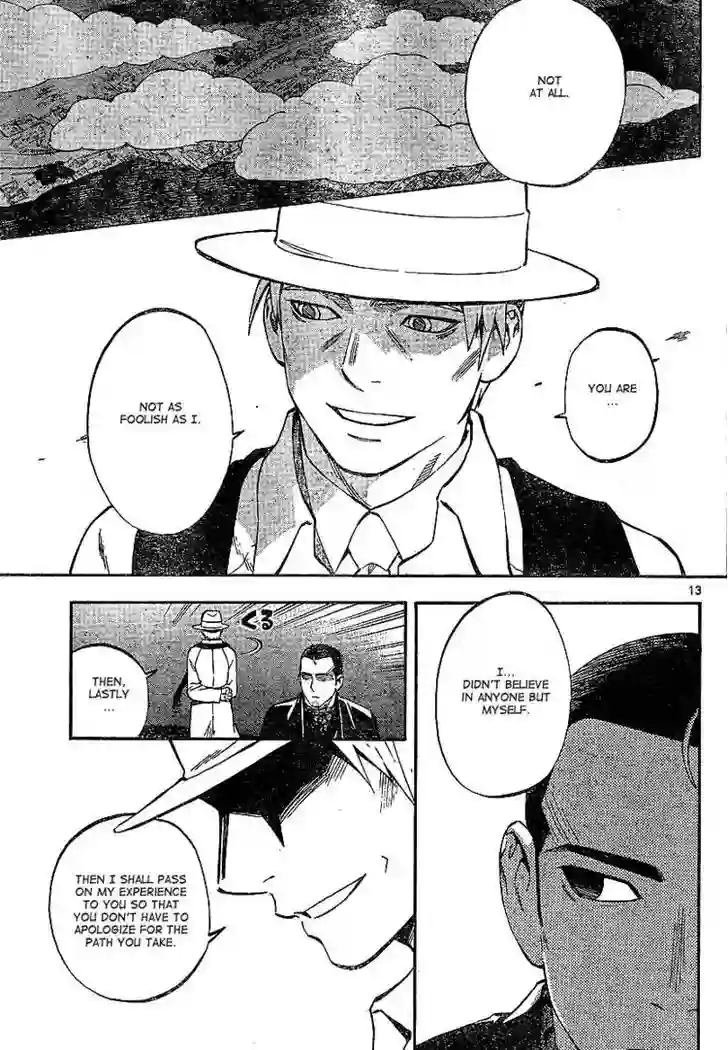 NOT
AT ALL.
YOU ARE
...
NOT AS
FOOLISH AS I.
13
I...
DIDN'T BELIEVE
IN ANYONE BUT
MYSELF.
くる
THEN,
LASTLY
...
THEN I SHALL PASS
ON MY EXPERIENCE
TO YOU SO THAT
YOU DON'T HAVE TO
APOLOGIZE FOR THE
PATH YOU TAKE.